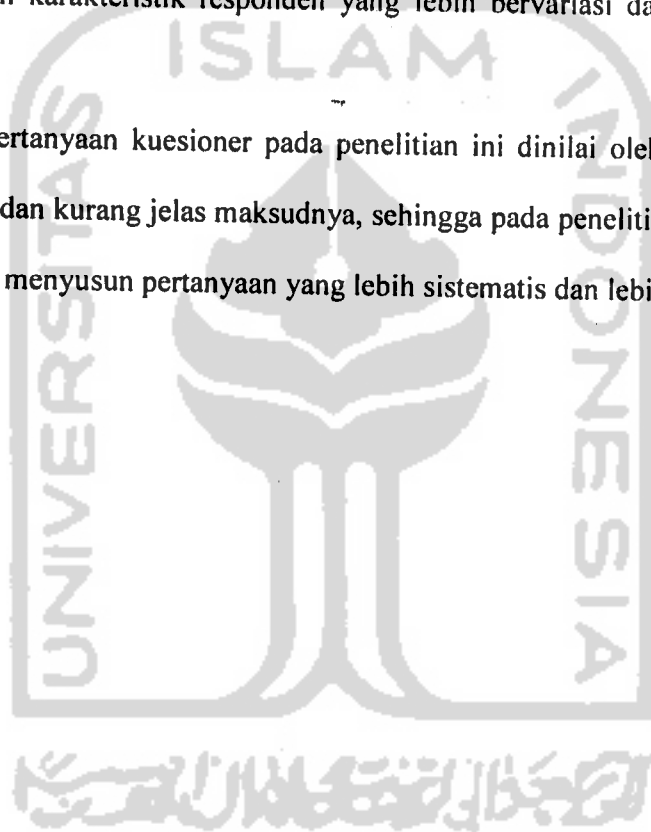 karakteristik responden yang lebih bervariasi
ISLAM
UNIVERSITAS
INDONESIA
ertanyaan kuesioner pada penelitian ini dinilai oleh
dan kurang jelas maksudnya, sehingga pada peneliti
menyusun pertanyaan yang lebih sistematis dan lebi